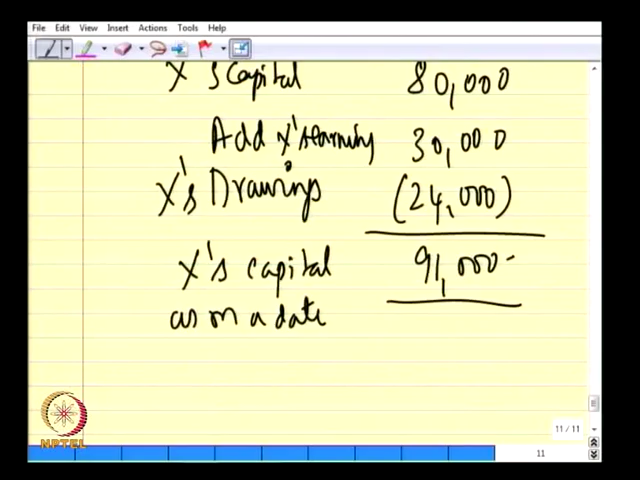 File Edit View Insert Actions Tools Help
X's Capital 80,000
Add X's earning 30,000
X's Drawings (24,000)
X's capital 91,000-
as on a date
NPTEL
11 / 11
11